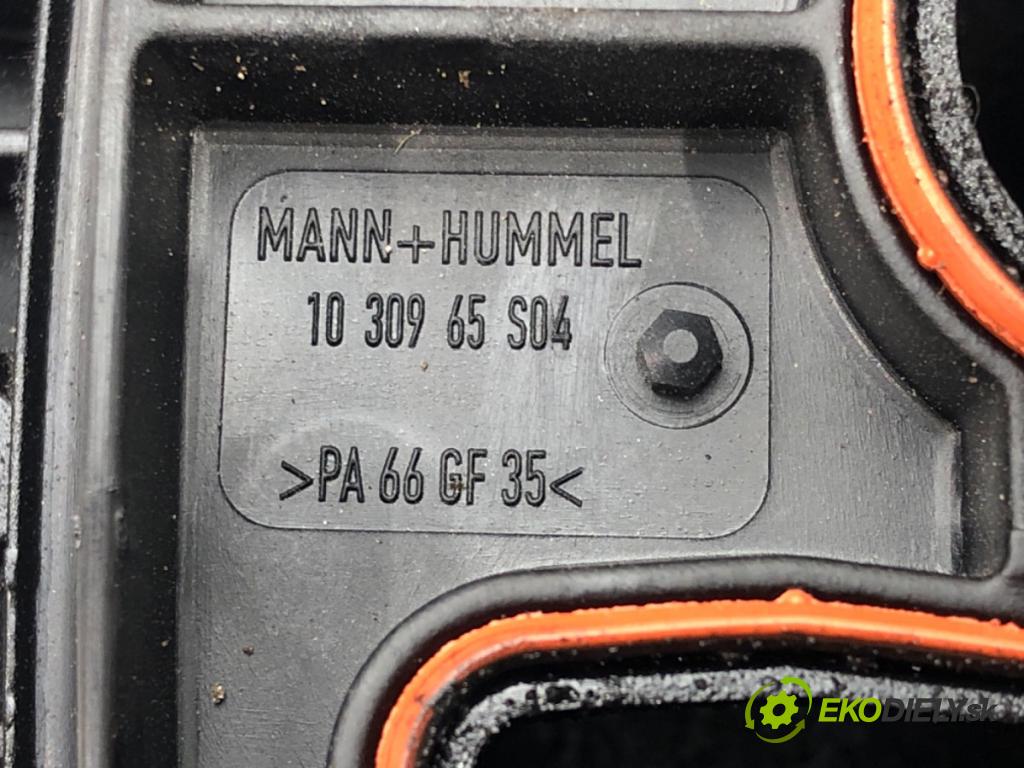 MANN+HUMMEL
10 309 65 S04
>PA 66 GF 35<
EKODIELY.sk